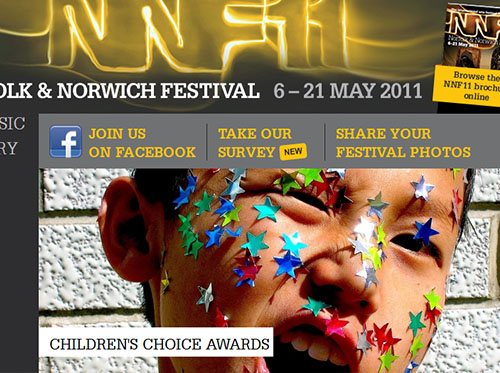 NNF11
NNF11
Norfolk & Norwich
6-21 May 2011
OLK & NORWICH FESTIVAL 6 – 21 MAY 2011
Browse the
NNF11 brochu
online
SIC
RY
JOIN US
ON FACEBOOK
TAKE OUR
SURVEY NEW
SHARE YOUR
FESTIVAL PHOTOS
CHILDREN'S CHOICE AWARDS